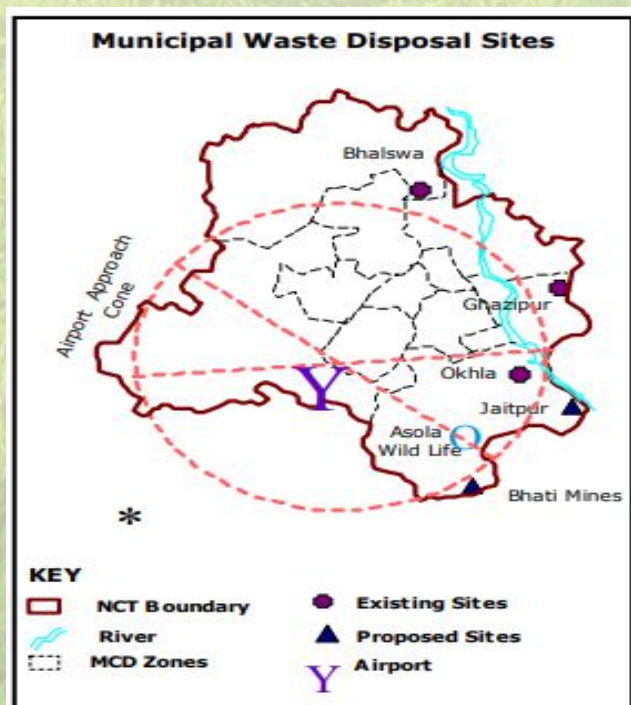 Municipal Waste Disposal Sites
Bhalswa
Airport Approach
Cone
Ghazipur
Okhla
Jaitpur
Asola
Wild Life
Bhati Mines
*
KEY
NCT Boundary
Existing Sites
River
Proposed Sites
MCD Zones
Airport